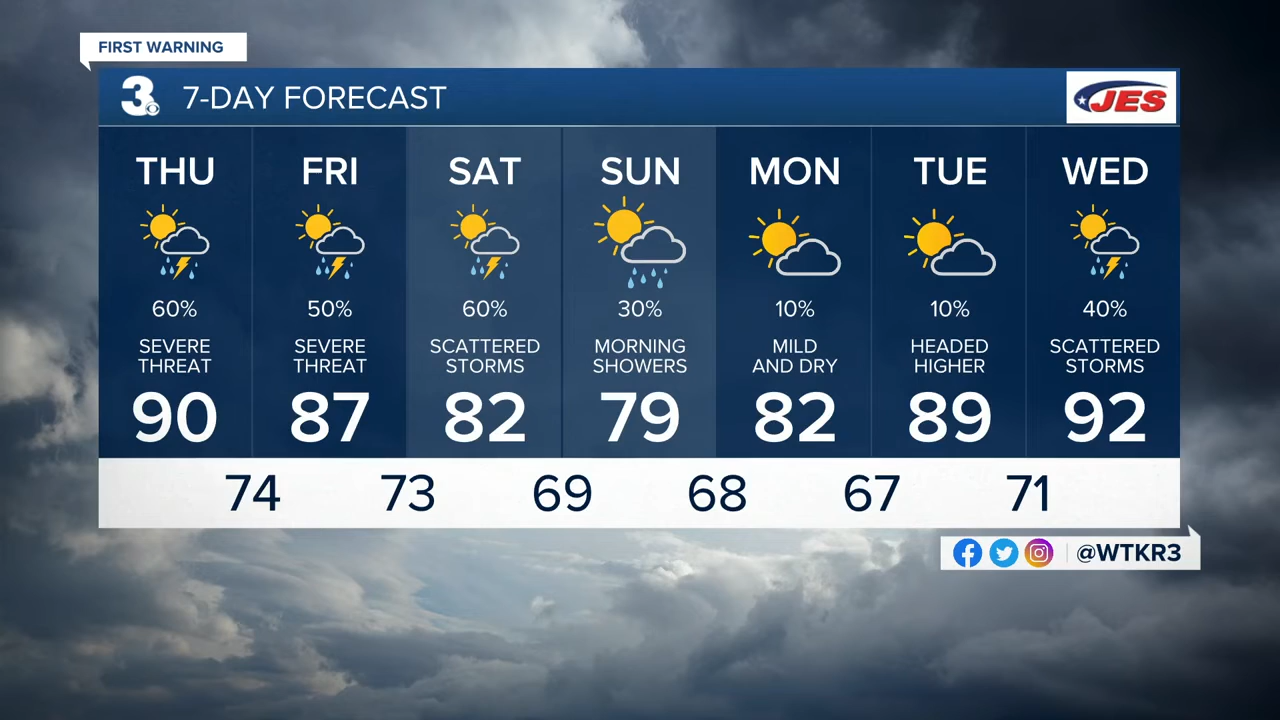 FIRST WARNING
3 7-DAY FORECAST JES
THU FRI SAT SUN MON TUE WED
60% 50% 60% 30% 10% 10% 40%
SEVERE SEVERE SCATTERED MORNING MILD HEADED SCATTERED
THREAT THREAT STORMS SHOWERS AND DRY HIGHER STORMS
90 87 82 79 82 89 92
74 73 69 68 67 71
@WTKR3